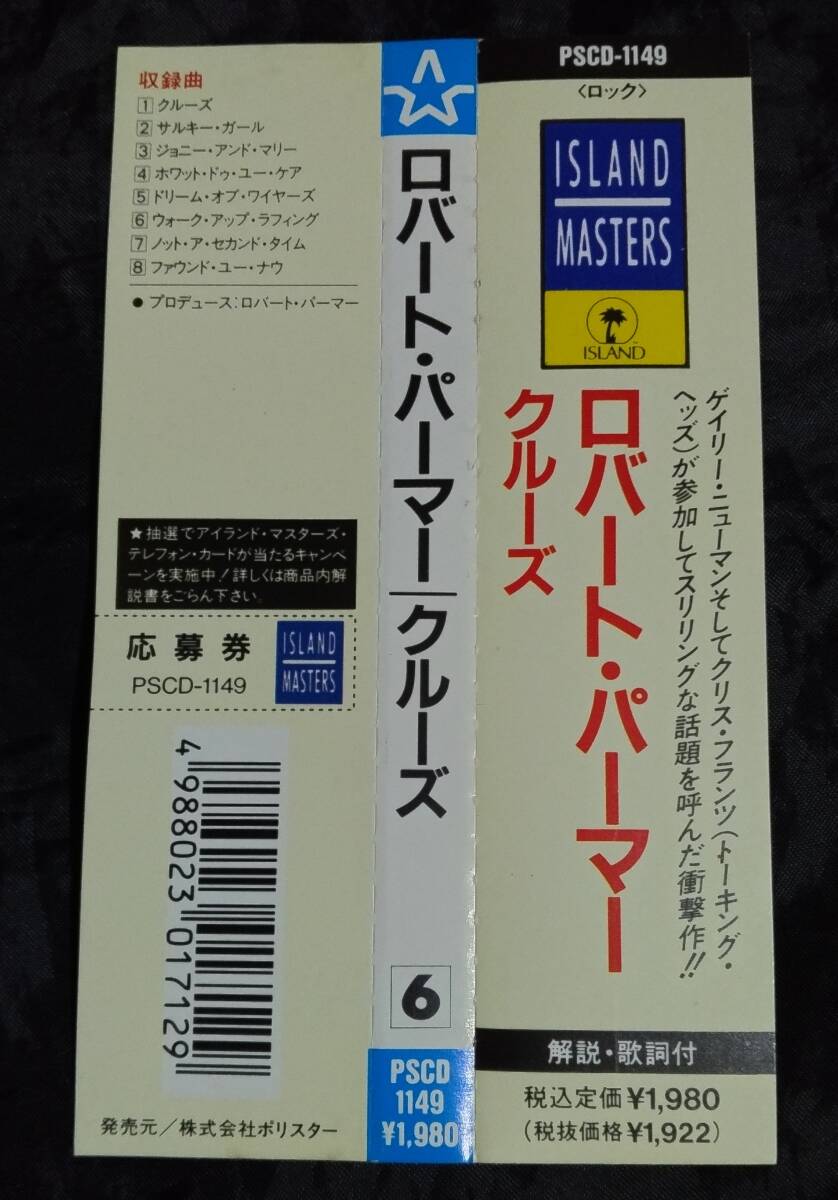 収録曲
1 クルーズ
2 サルキー・ガール
3 ジョニー・アンド・マリー
4 ホワット・ドゥ・ユー・ケア
5 ドリーム・オブ・ワイヤーズ
6 ウォーク・アップ・ラフィング
7 ノット・ア・セカンド・タイム
8 ファウンド・ユー・ナウ
● プロデュース:ロバート・パーマー
★抽選でアイランド・マスターズ・
テレフォン・カードが当たるキャンペ
ーンを実施中!詳しくは商品内解
説書をごらん下さい。
応募券
PSCD-1149
ISLAND
MASTERS
4 988023 017129
発売元/株式会社ポリスター
ロバート・パーマー/クルーズ
6
PSCD
1149
¥1,980
PSCD-1149
〈ロック〉
ISLAND
MASTERS
ISLAND™
ゲイリー・ニューマンそしてクリス・フランツ(トーキング・
ヘッズ)が参加してスリリングな話題を呼んだ衝撃作!!
ロバート・パーマー
クルーズ
解説・歌詞付
税込定価¥1,980
(税抜価格¥1,922)